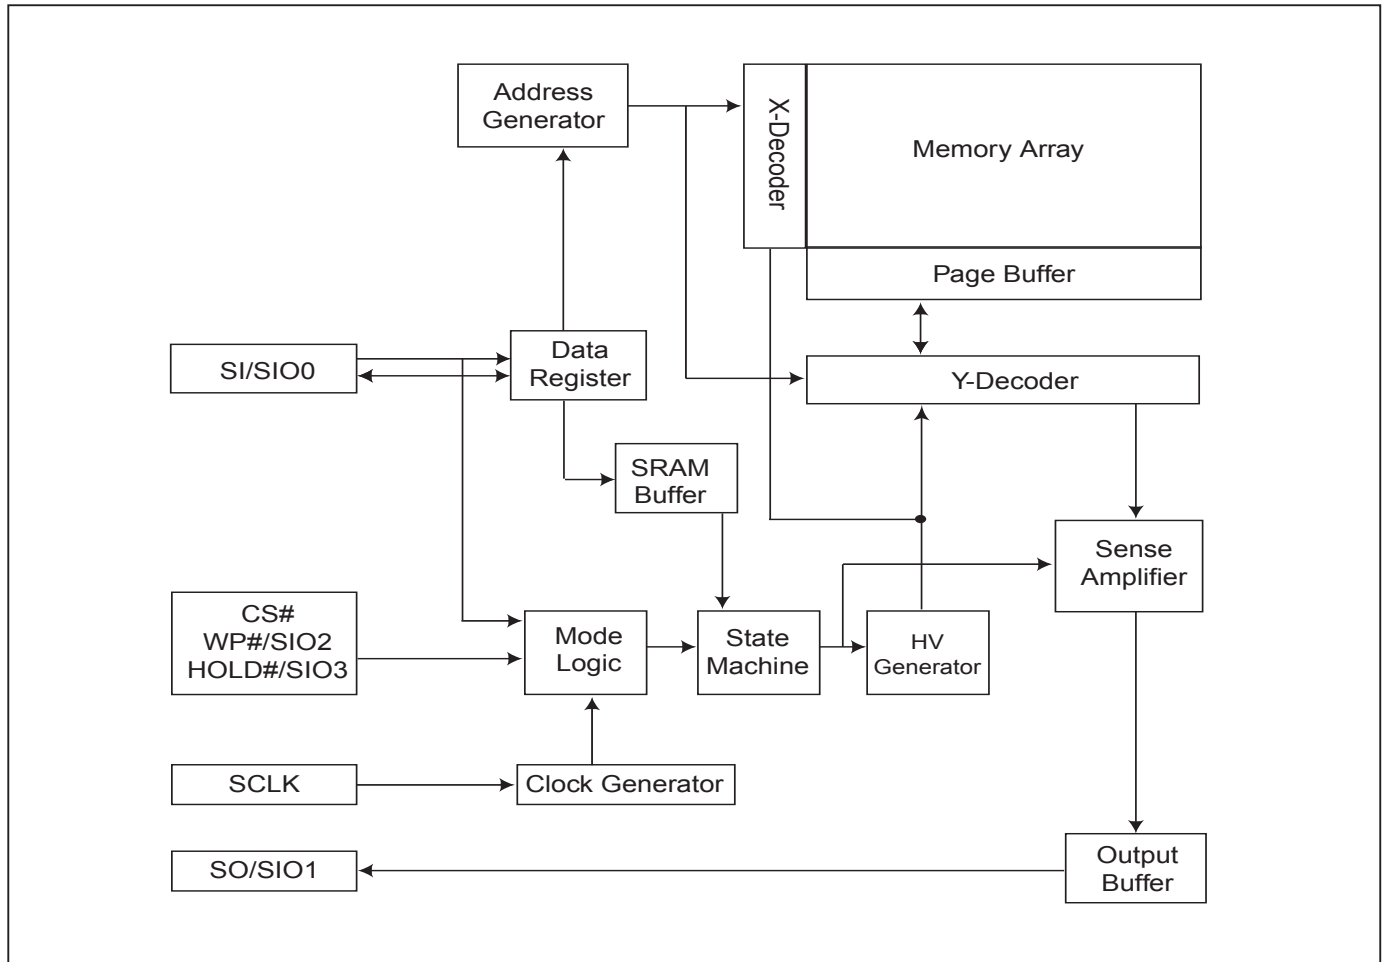 Address
Generator
X-Decoder
Memory Array
Page Buffer
SI/SIO0
Data
Register
Y-Decoder
SRAM
Buffer
Sense
Amplifier
CS#
WP#/SIO2
HOLD#/SIO3
Mode
Logic
State
Machine
HV
Generator
SCLK
Clock Generator
SO/SIO1
Output
Buffer